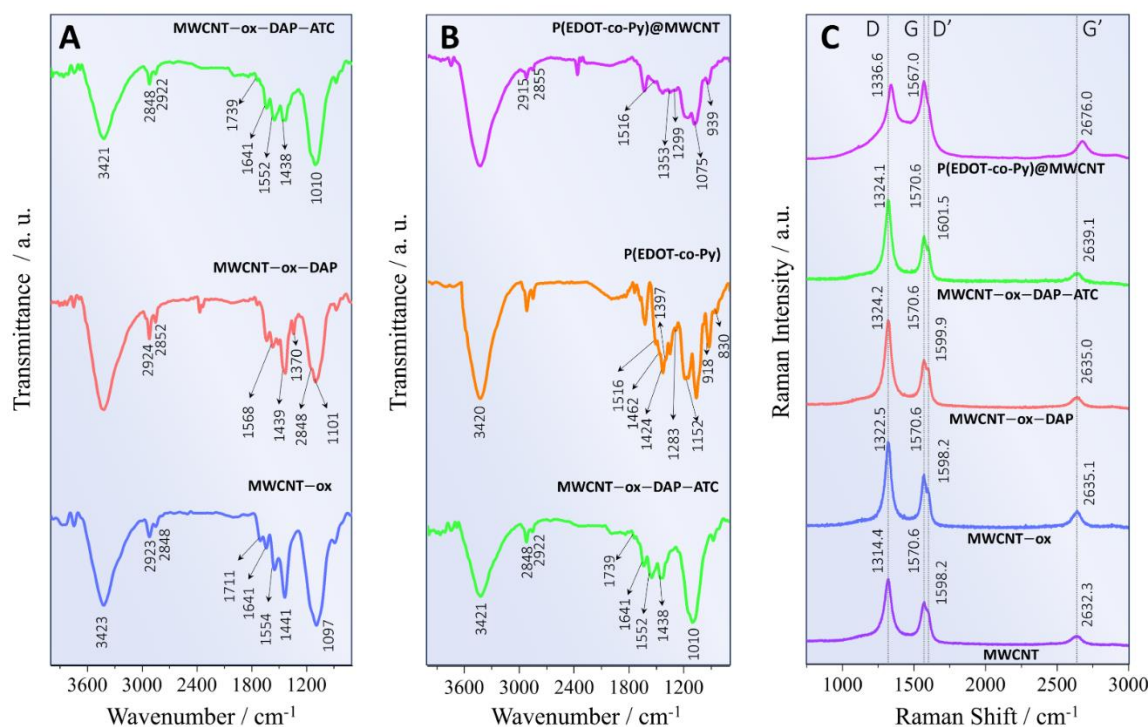 A
MWCNT−ox−DAP−ATC
3421
2848
2922
1739
1641
1552
1438
1010
MWCNT−ox−DAP
2924
2852
1568
1439
1370
2848
1101
MWCNT−ox
3423
2923
2848
1711
1641
1554
1441
1097
Transmittance / a. u.
Transmittance / a. u.
4000 3600 3000 2400 1800 1200
Wavenumber / cm⁻¹
B
P(EDOT-co-Py)@MWCNT
2915
2855
1516
1353
1299
1075
939
P(EDOT-co-Py)
3420
1516
1462
1424
1397
1283
1152
918
830
MWCNT−ox−DAP−ATC
3421
2848
2922
1739
1641
1552
1438
1010
Transmittance / a. u.
Transmittance / a. u.
3600 3000 2400 1800 1200
Wavenumber / cm⁻¹
C
D G D’ G’
1336.6
1567.0
2676.0
P(EDOT-co-Py)@MWCNT
1324.1
1570.6
1601.5
2639.1
MWCNT−ox−DAP−ATC
1324.2
1570.6
1599.9
2635.0
MWCNT−ox−DAP
1322.5
1570.6
1598.2
2635.1
MWCNT−ox
1314.4
1570.6
1598.2
2632.3
MWCNT
Raman Intensity / a.u.
1000 1500 2000 2500 3000
Raman Shift / cm⁻¹